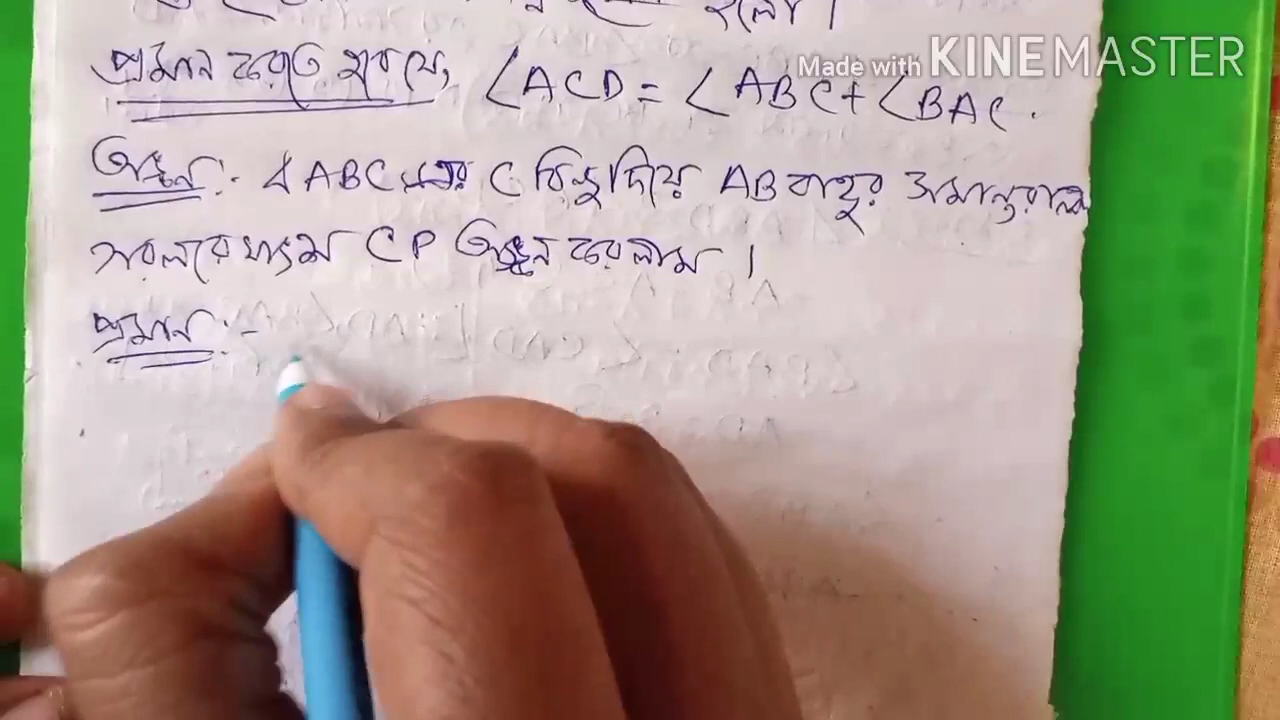 হলো।
Made with KINEMASTER
প্রমান করতে হবে যে, ∠ACD = ∠ABC + ∠BAC.
অঙ্কন:- ∆ABC এর C বিন্দু দিয়ে AB বাহুর সমান্তরাল
সরলরেখাংশ CP অঙ্কন করলাম।
প্রমান:-